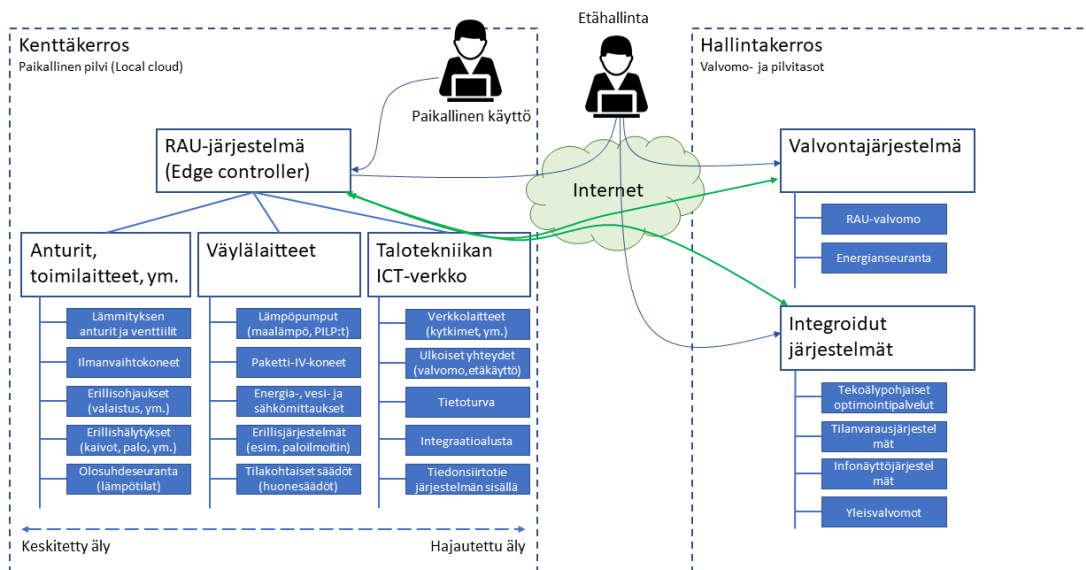 Etähallinta
Kenttäkerros
Paikallinen pilvi (Local cloud)
Paikallinen käyttö
RAU-järjestelmä
(Edge controller)
Anturit,
toimilaitteet, ym.
Lämmityksen
anturit ja venttiilit
Ilmanvaihtokoneet
Erillisohjaukset
(valaistus, ym.)
Erillishälytykset
(kaivot, palo, ym.)
Olosuhdeseuranta
(lämpötilat)
Väylälaitteet
Lämpöpumput
(maalämpö, PILP:t)
Paketti-IV-koneet
Energia-, vesi- ja
sähkömittaukset
Erillisjärjestelmät
(esim. paloilmoitin)
Tilakohtaiset säädöt
(huonesäädöt)
Talotekniikan
ICT-verkko
Verkkolaitteet
(kytkimet, ym.)
Ulkoiset yhteydet
(valvomo,etäkäyttö)
Tietoturva
Integraatioalusta
Tiedonsiirtotie
järjestelmän sisällä
Keskitetty äly
Hajautettu äly
Internet
Hallintakerros
Valvomo- ja pilvitasot
Valvontajärjestelmä
RAU-valvomo
Energianseuranta
Integroidut
järjestelmät
Tekoälypohjaiset
optimointipalvelut
Tilanvarausjärjestel
mät
Infonäyttöjärjestel
mät
Yleisvalvomot